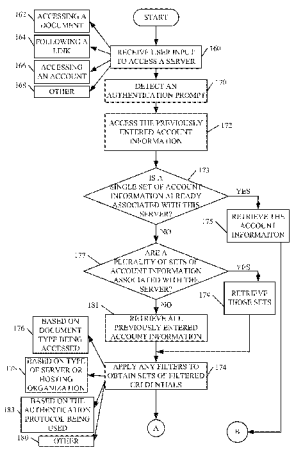 START
162
ACCESSING A
DOCUMENT
164
FOLLOWING A
LINK
166
ACCESSING
AN ACCOUNT
168
OTHER
RECEIVE USER INPUT
TO ACCESS A SERVER
160
DETECT AN
AUTHENTICATION PROMPT
170
ACCESS THE PREVIOUSLY
ENTERED ACCOUNT
INFORMATION
172
173
IS A
SINGLE SET OF ACCOUNT
INFORMATION ALREADY
ASSOCIATED WITH THIS
SERVER?
YES
NO
175
RETRIEVE THIS
ACCOUNT
INFORMATION
177
ARE A
PLURALITY OF SETS OF
ACCOUNT INFORMATION
ASSOCIATED WITH THE
SERVER?
YES
NO
179
RETRIEVE
THOSE SETS
181
RETRIEVE ALL
PREVIOUSLY ENTERED
ACCOUNT INFORMATION
176
BASED ON
DOCUMENT
TYPE BEING
ACCESSED
BASED ON TYPE
OF SERVER OR
HOSTING
ORGANIZATION
APPLY ANY FILTERS TO
OBTAIN SETS OF FILTERED
CREDENTIALS
174
183
BASED ON THE
AUTHENTICATION
PROTOCOL BEING
USED
180
OTHER
A
B